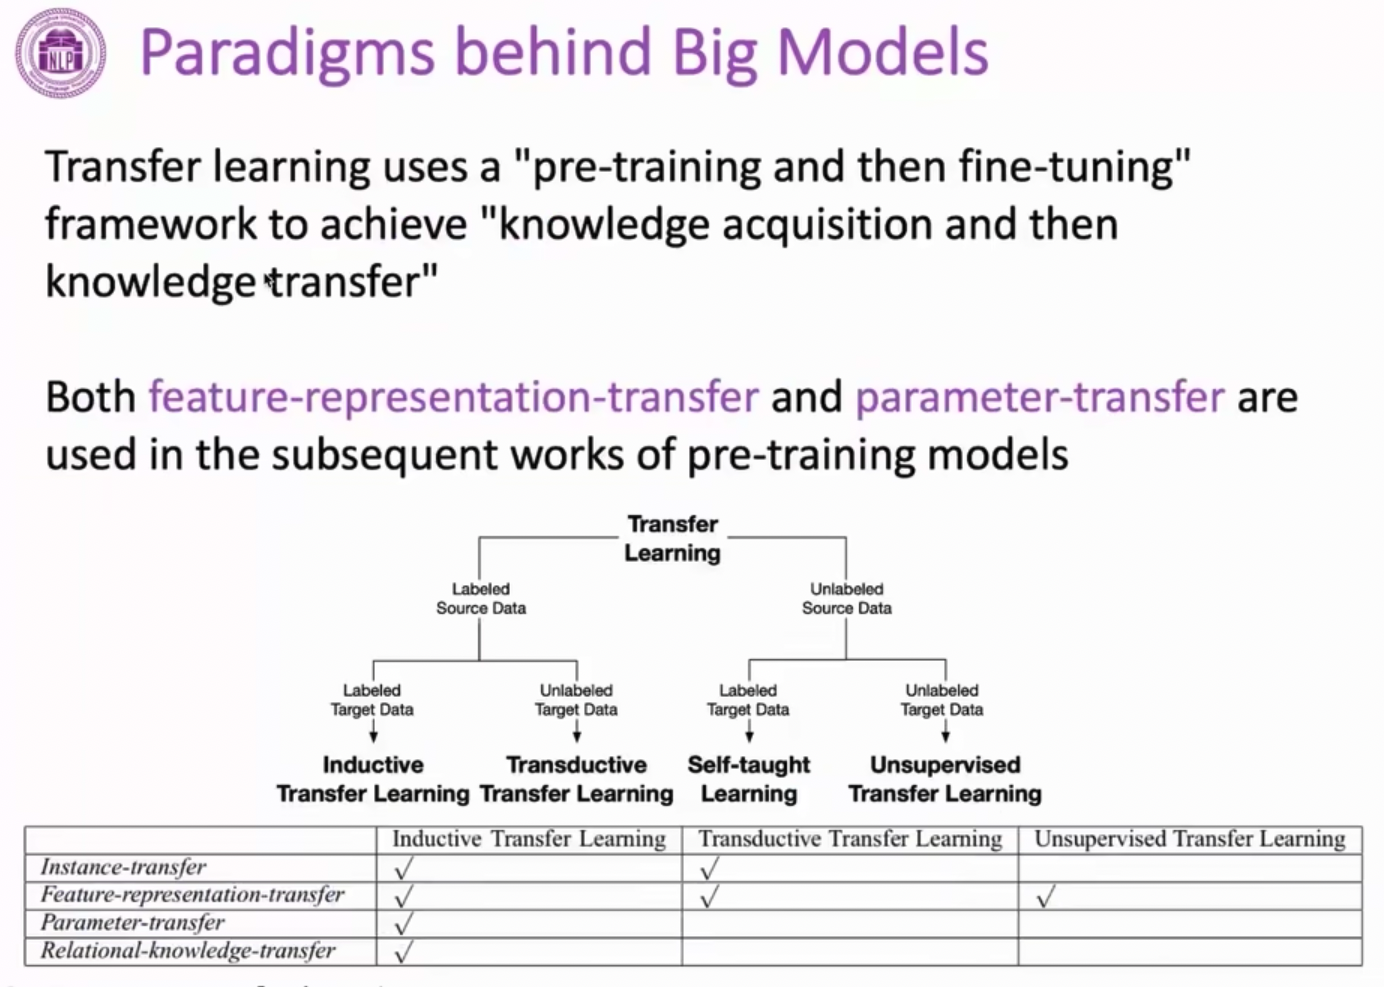 NLP
Paradigms behind Big Models
Transfer learning uses a "pre-training and then fine-tuning"
framework to achieve "knowledge acquisition and then
knowledge transfer"
Both feature-representation-transfer and parameter-transfer are
used in the subsequent works of pre-training models
Transfer
Learning
Labeled
Source Data
Unlabeled
Source Data
Labeled
Target Data
Unlabeled
Target Data
Labeled
Target Data
Unlabeled
Target Data
Inductive
Transfer Learning
Transductive
Transfer Learning
Self-taught
Learning
Unsupervised
Transfer Learning
Inductive Transfer Learning Transductive Transfer Learning Unsupervised Transfer Learning
Instance-transfer √ √
Feature-representation-transfer √ √ √
Parameter-transfer √
Relational-knowledge-transfer √